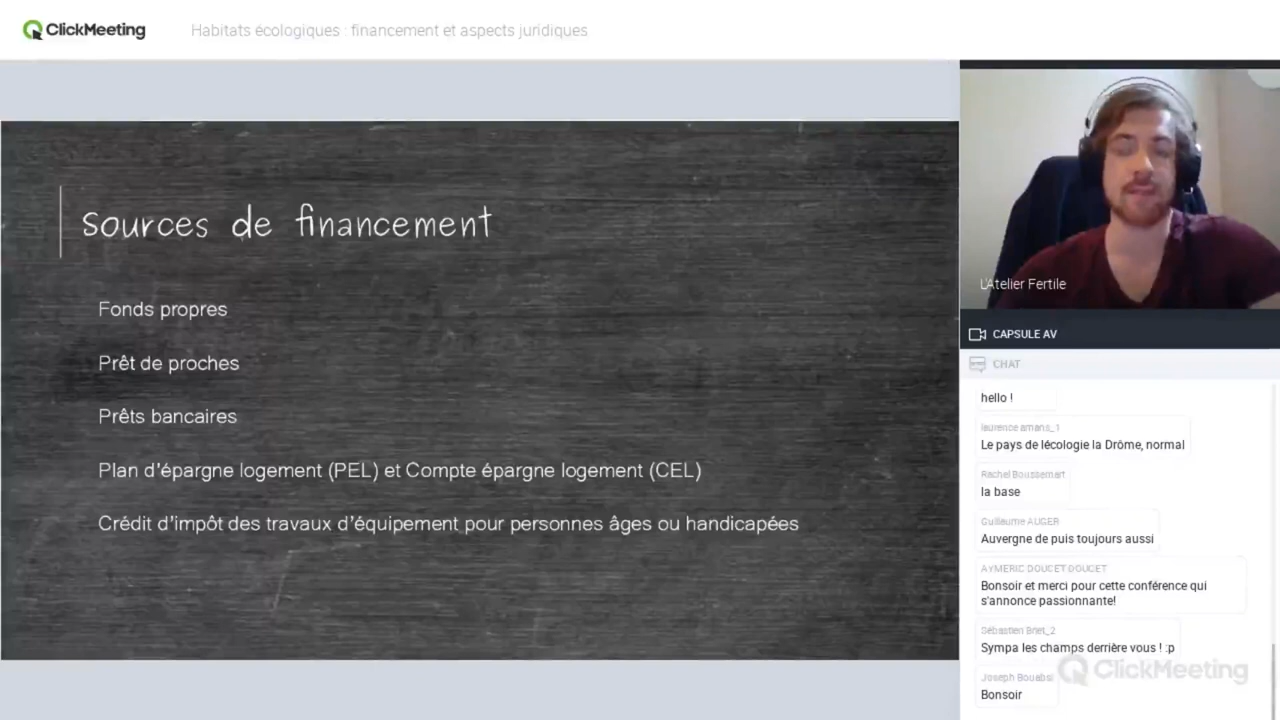 ClickMeeting
Habitats écologiques : financement et aspects juridiques
Sources de financement
Fonds propres
Prêt de proches
Prêts bancaires
Plan d'épargne logement (PEL) et Compte épargne logement (CEL)
Crédit d'impôt des travaux d'équipement pour personnes âges ou handicapées
L'Atelier Fertile
CAPSULE AV
CHAT
hello !
laurence amans_1
Le pays de lécologie la Drôme, normal
Rachel Boussemart
la base
Guillaume AUGER
Auvergne de puis toujours aussi
AYMERIC DOUCET DOUCET
Bonsoir et merci pour cette conférence qui
s'annonce passionnante!
Sébastien Briet_2
Sympa les champs derrière vous ! :p
ClickMeeting
Joseph Bouabsi
Bonsoir